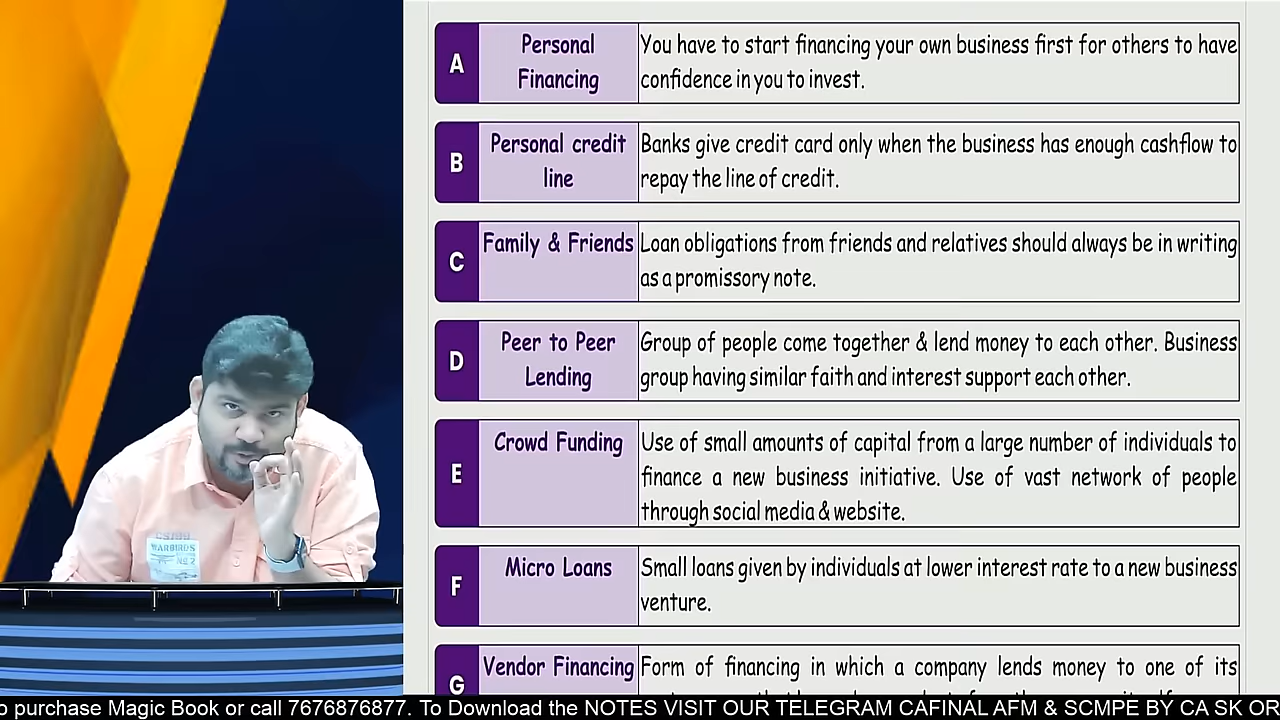 A
Personal
Financing
You have to start financing your own business first for others to have
confidence in you to invest.
B
Personal credit
line
Banks give credit card only when the business has enough cashflow to
repay the line of credit.
C
Family & Friends
Loan obligations from friends and relatives should always be in writing
as a promissory note.
D
Peer to Peer
Lending
Group of people come together & lend money to each other. Business
group having similar faith and interest support each other.
E
Crowd Funding
Use of small amounts of capital from a large number of individuals to
finance a new business initiative. Use of vast network of people
through social media & website.
F
Micro Loans
Small loans given by individuals at lower interest rate to a new business
venture.
G
Vendor Financing
Form of financing in which a company lends money to one of its
WARBIRDS
No 2
o purchase Magic Book or call 7676876877. To Download the NOTES VISIT OUR TELEGRAM CAFINAL AFM & SCMPE BY CA SK OR